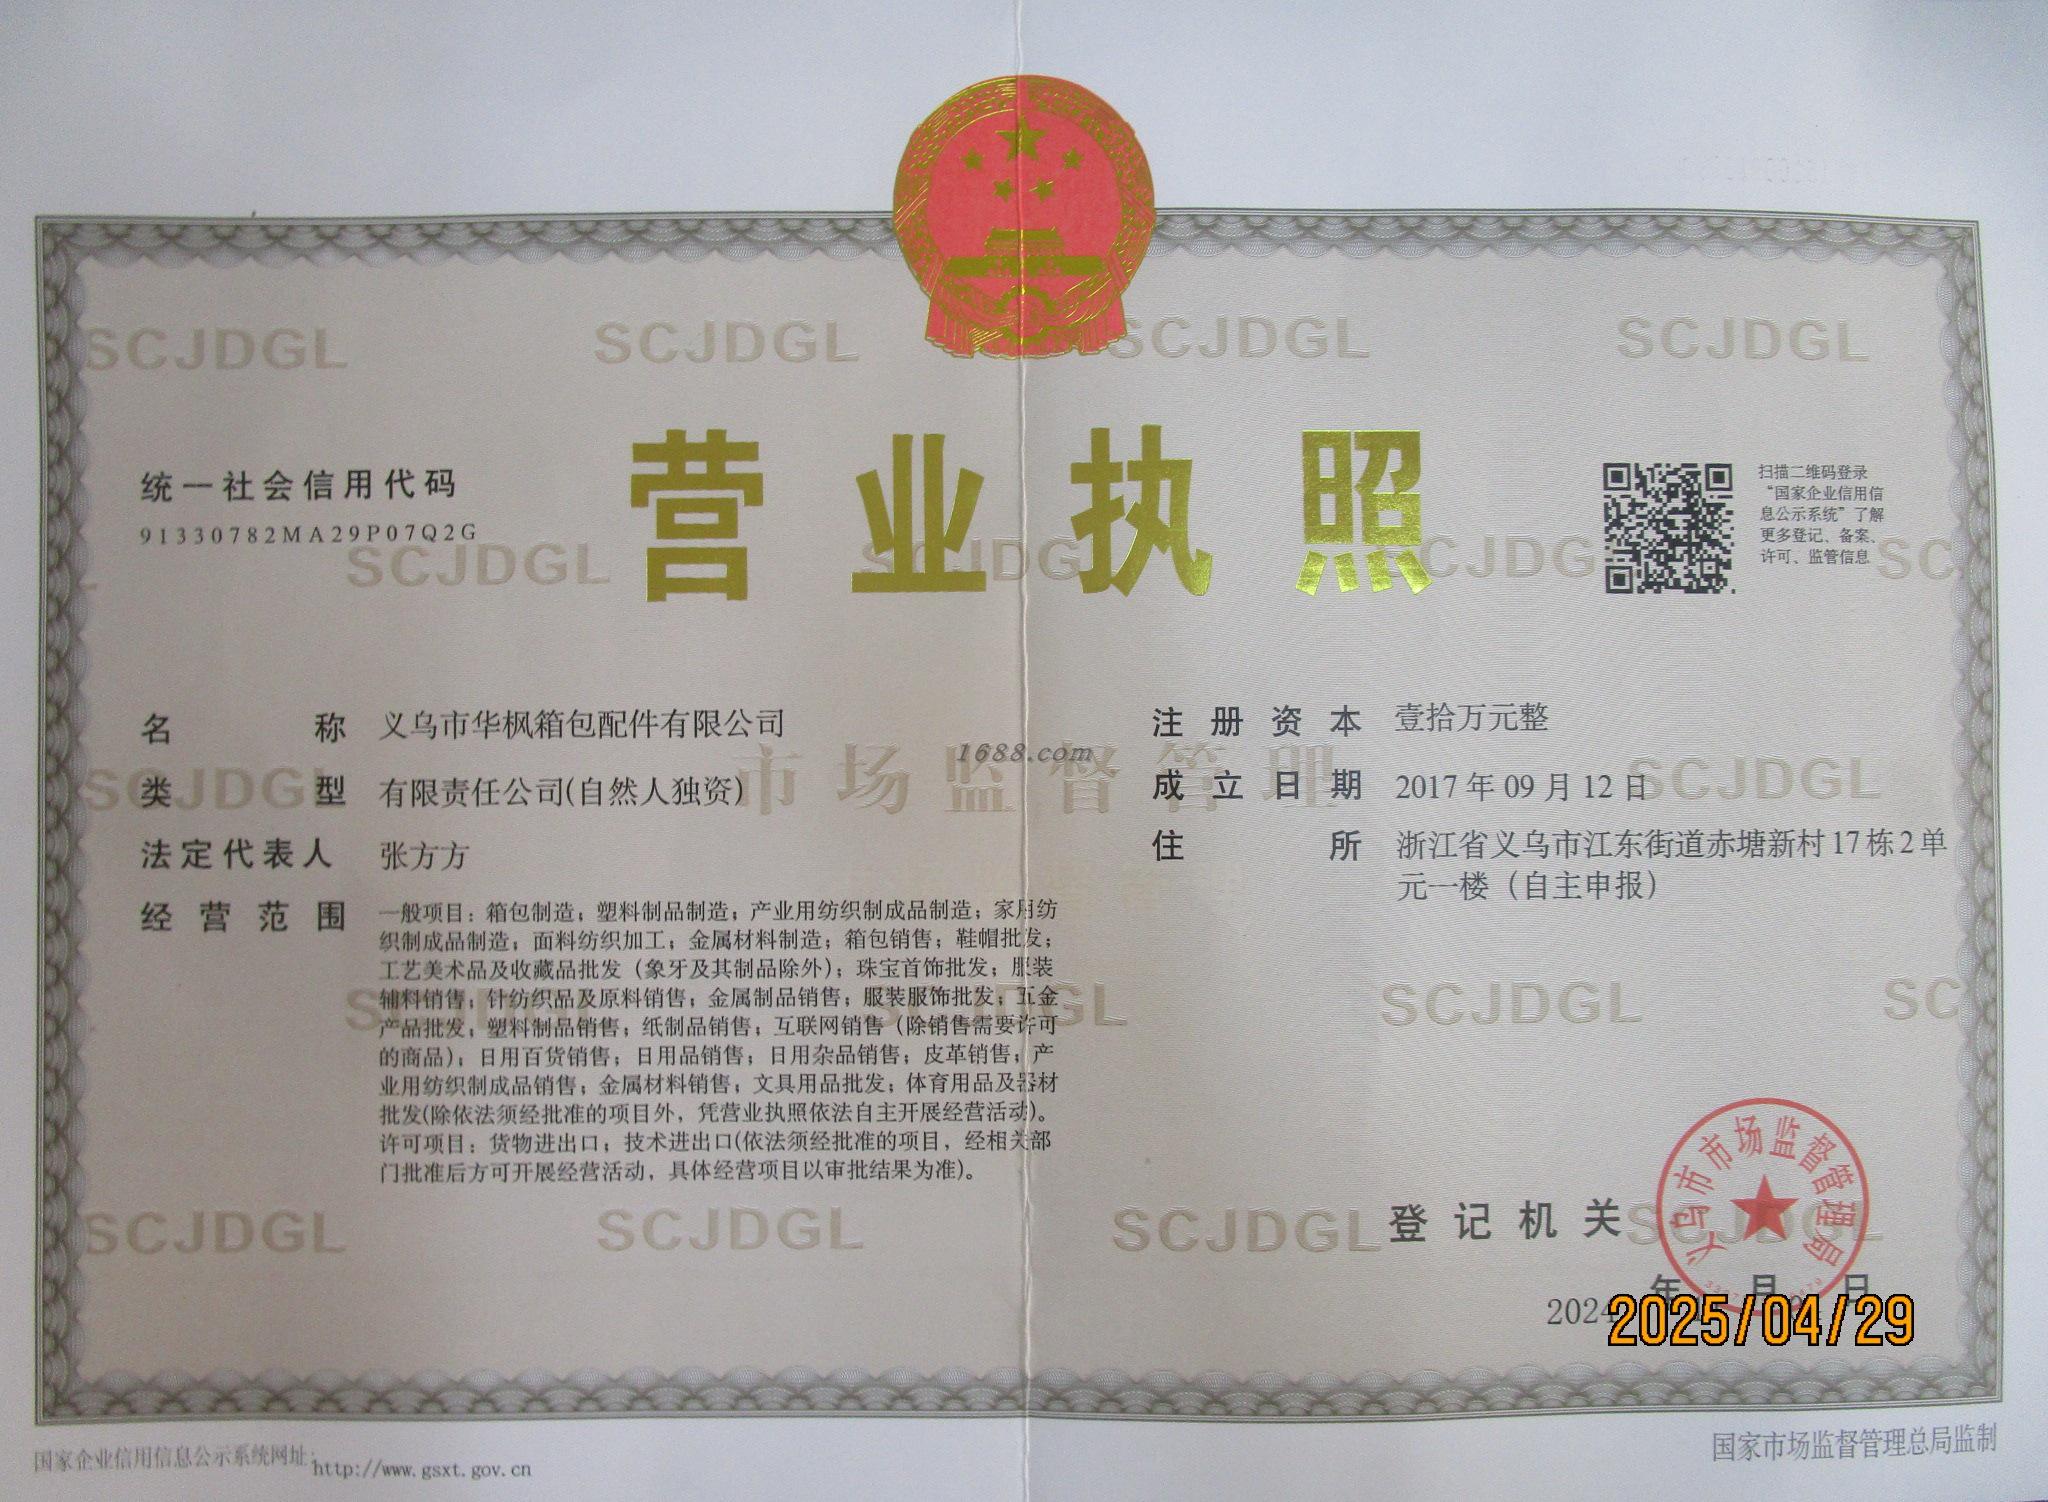 SCJDGL SCJDGL SCJDGL SCJDGL
营业执照
统一社会信用代码
91330782MA29P07Q2G
扫描二维码登录
“国家企业信用信
息公示系统”了解
更多登记、备案、
许可、监管信息
SCJDGL SCJDGL SCJDGL SC
名称 义乌市华枫箱包配件有限公司
类型 有限责任公司(自然人独资)
法定代表人 张方方
经营范围 一般项目：箱包制造；塑料制品制造；产业用纺织制成品制造；家用纺
织制成品制造；面料纺织加工；金属材料制造；箱包销售；鞋帽批发；
工艺美术品及收藏品批发（象牙及其制品除外）；珠宝首饰批发；服装
辅料销售；针纺织品及原料销售；金属制品销售；服装服饰批发；五金
产品批发；塑料制品销售；纸制品销售；互联网销售（除销售需要许可
的商品）；日用百货销售；日用品销售；日用杂品销售；皮革销售；产
业用纺织制成品销售；金属材料销售；文具用品批发；体育用品及器材
批发(除依法须经批准的项目外，凭营业执照依法自主开展经营活动)。
许可项目：货物进出口；技术进出口(依法须经批准的项目，经相关部
门批准后方可开展经营活动，具体经营项目以审批结果为准)。
注册资本 壹拾万元整
成立日期 2017年09月12日
住所 浙江省义乌市江东街道赤塘新村17栋2单
元一楼（自主申报）
1688.com
市场监督管理
SCJDGL SCJDGL
SCJDGL SCJDGL SCJDGL SC
SCJDGL SCJDGL SCJDGL SCJDGL
登记机关
义乌市市场监督管理局
年 月 日
2024
2025/04/29
国家企业信用信息公示系统网址：http://www.gsxt.gov.cn
国家市场监督管理总局监制